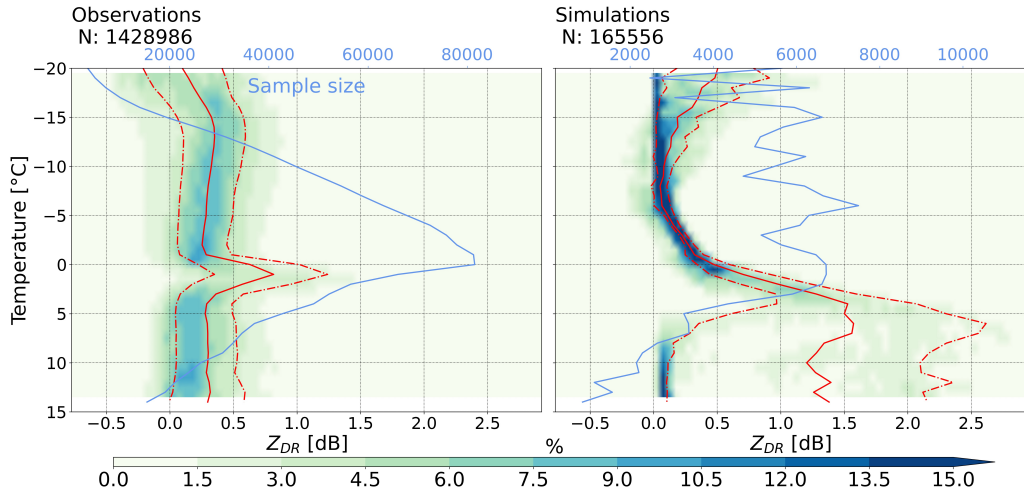 Observations
N: 1428986
20000 40000 60000 80000
Sample size
Simulations
N: 165556
2000 4000 6000 8000 10000
Temperature [°C]
−20
−15
−10
−5
0
5
10
15
−0.5 0.0 0.5 1.0 1.5 2.0 2.5
Z_DR [dB]
−0.5 0.0 0.5 1.0 1.5 2.0 2.5
Z_DR [dB]
%
0.0 1.5 3.0 4.5 6.0 7.5 9.0 10.5 12.0 13.5 15.0